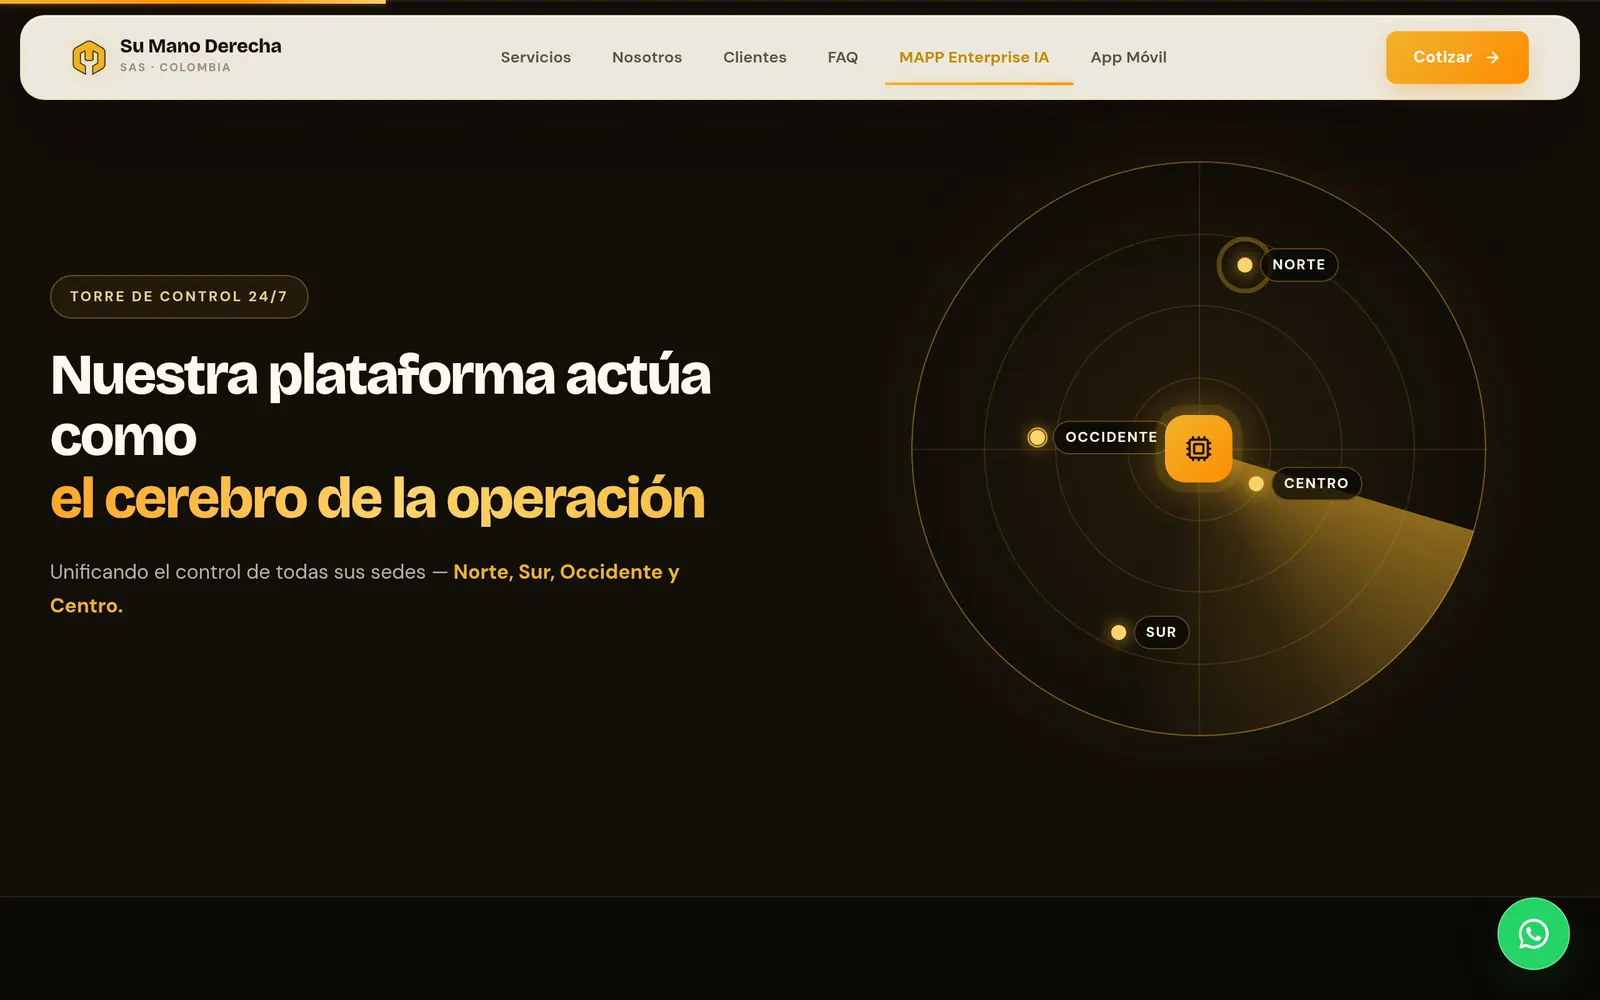 Su Mano Derecha
SAS · COLOMBIA
Servicios
Nosotros
Clientes
FAQ
MAPP Enterprise IA
App Móvil
Cotizar →
TORRE DE CONTROL 24/7
Nuestra plataforma actúa
como
el cerebro de la operación
Unificando el control de todas sus sedes — Norte, Sur, Occidente y
Centro.
NORTE
OCCIDENTE
CENTRO
SUR